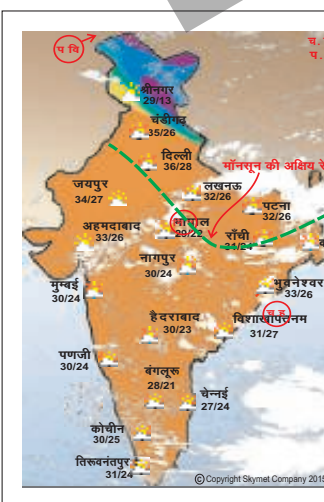 च.
प वि
प.
श्रीनगर
29/13
चंडीगढ
35/26
दिल्ली
36/28
मॉनसून की अक्षिय रे
लखनऊ
32/26
जयपुर
34/27
पटना
32/26
अहमदाबाद
33/26
29/22
राँची
31/24
नागपुर
30/24
मुम्बई
30/24
भुवनेश्वर
33/26
च ह
विशाखापतनम
31/27
हैदराबाद
30/23
पणजी
30/24
बंगलूरू
28/21
चेन्नई
27/24
कोचीन
30/25
तिरूवनंतपुर
31/24
© Copyright Skymet Company 2015